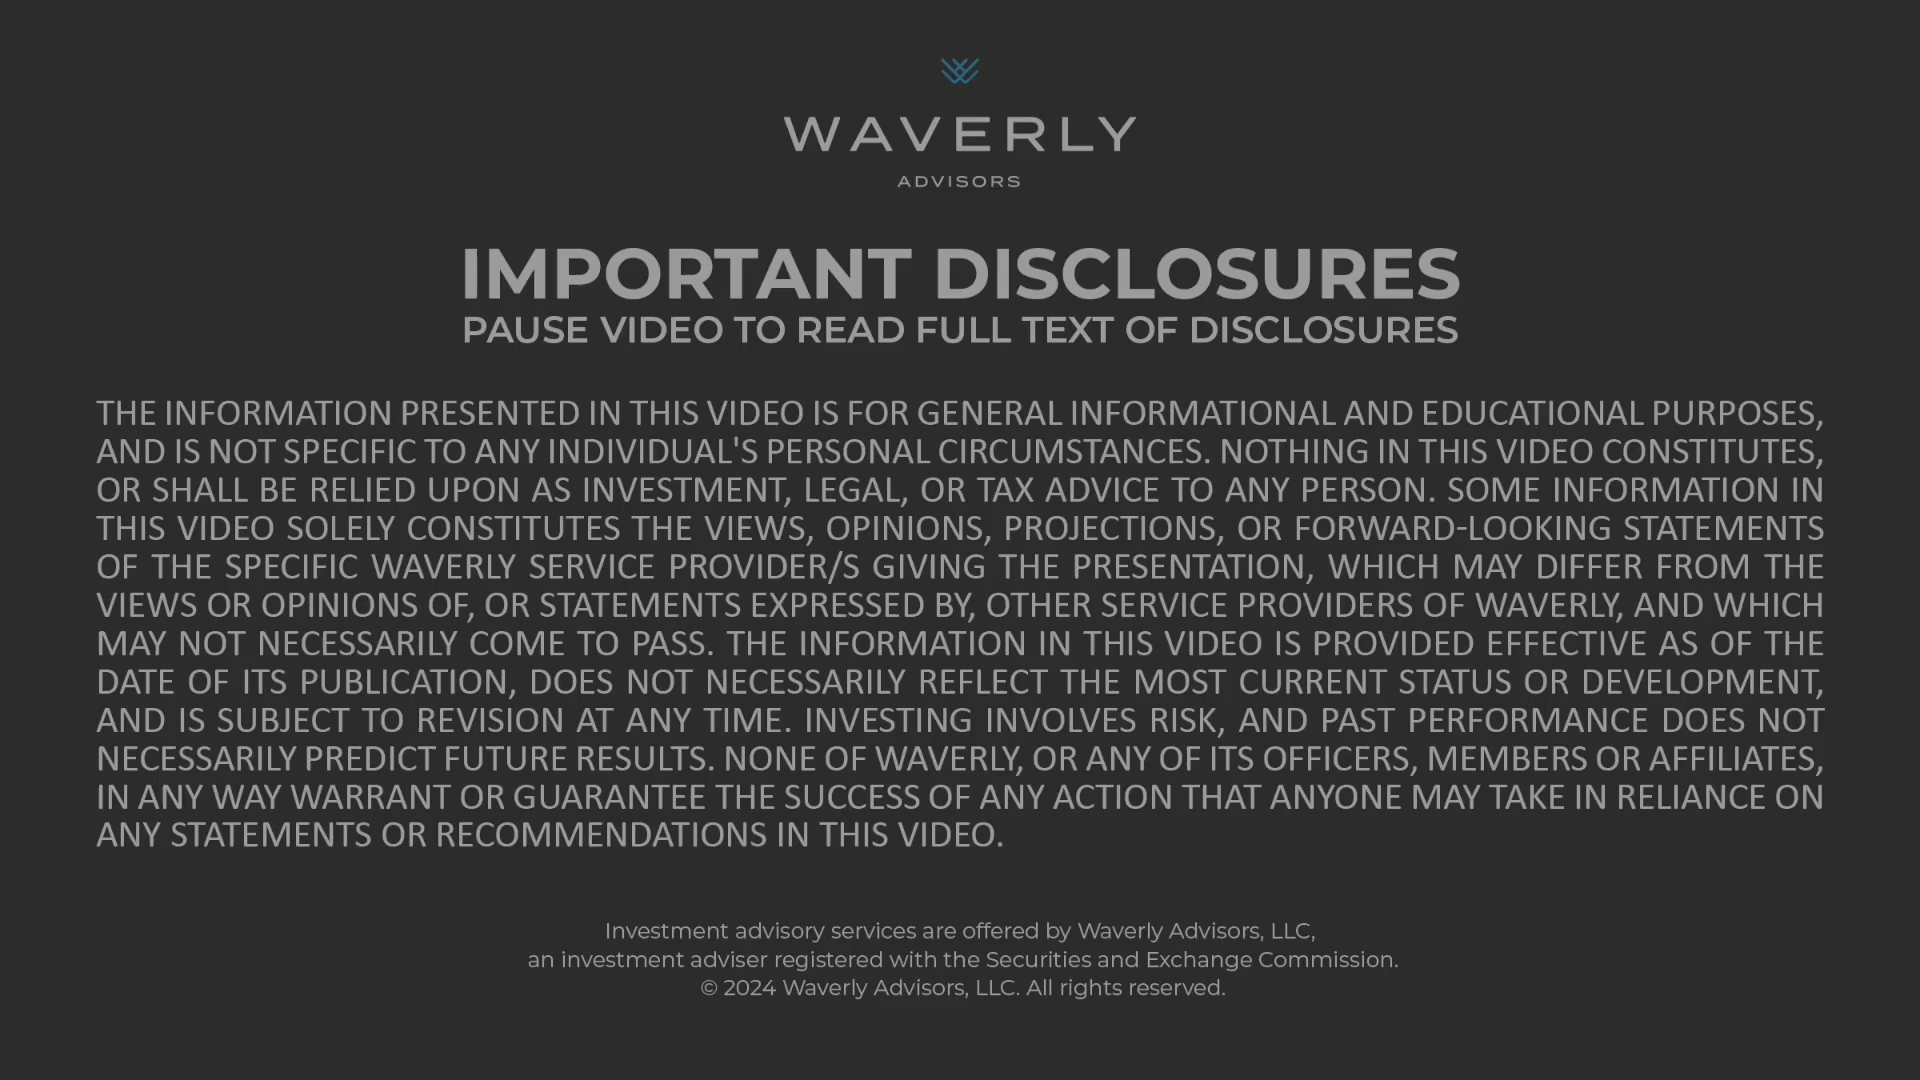 WAVERLY
ADVISORS
IMPORTANT DISCLOSURES
PAUSE VIDEO TO READ FULL TEXT OF DISCLOSURES
THE INFORMATION PRESENTED IN THIS VIDEO IS FOR GENERAL INFORMATIONAL AND EDUCATIONAL PURPOSES,
AND IS NOT SPECIFIC TO ANY INDIVIDUAL'S PERSONAL CIRCUMSTANCES. NOTHING IN THIS VIDEO CONSTITUTES,
OR SHALL BE RELIED UPON AS INVESTMENT, LEGAL, OR TAX ADVICE TO ANY PERSON. SOME INFORMATION IN
THIS VIDEO SOLELY CONSTITUTES THE VIEWS, OPINIONS, PROJECTIONS, OR FORWARD-LOOKING STATEMENTS
OF THE SPECIFIC WAVERLY SERVICE PROVIDER/S GIVING THE PRESENTATION, WHICH MAY DIFFER FROM THE
VIEWS OR OPINIONS OF, OR STATEMENTS EXPRESSED BY, OTHER SERVICE PROVIDERS OF WAVERLY, AND WHICH
MAY NOT NECESSARILY COME TO PASS. THE INFORMATION IN THIS VIDEO IS PROVIDED EFFECTIVE AS OF THE
DATE OF ITS PUBLICATION, DOES NOT NECESSARILY REFLECT THE MOST CURRENT STATUS OR DEVELOPMENT,
AND IS SUBJECT TO REVISION AT ANY TIME. INVESTING INVOLVES RISK, AND PAST PERFORMANCE DOES NOT
NECESSARILY PREDICT FUTURE RESULTS. NONE OF WAVERLY, OR ANY OF ITS OFFICERS, MEMBERS OR AFFILIATES,
IN ANY WAY WARRANT OR GUARANTEE THE SUCCESS OF ANY ACTION THAT ANYONE MAY TAKE IN RELIANCE ON
ANY STATEMENTS OR RECOMMENDATIONS IN THIS VIDEO.
Investment advisory services are offered by Waverly Advisors, LLC,
an investment adviser registered with the Securities and Exchange Commission.
© 2024 Waverly Advisors, LLC. All rights reserved.